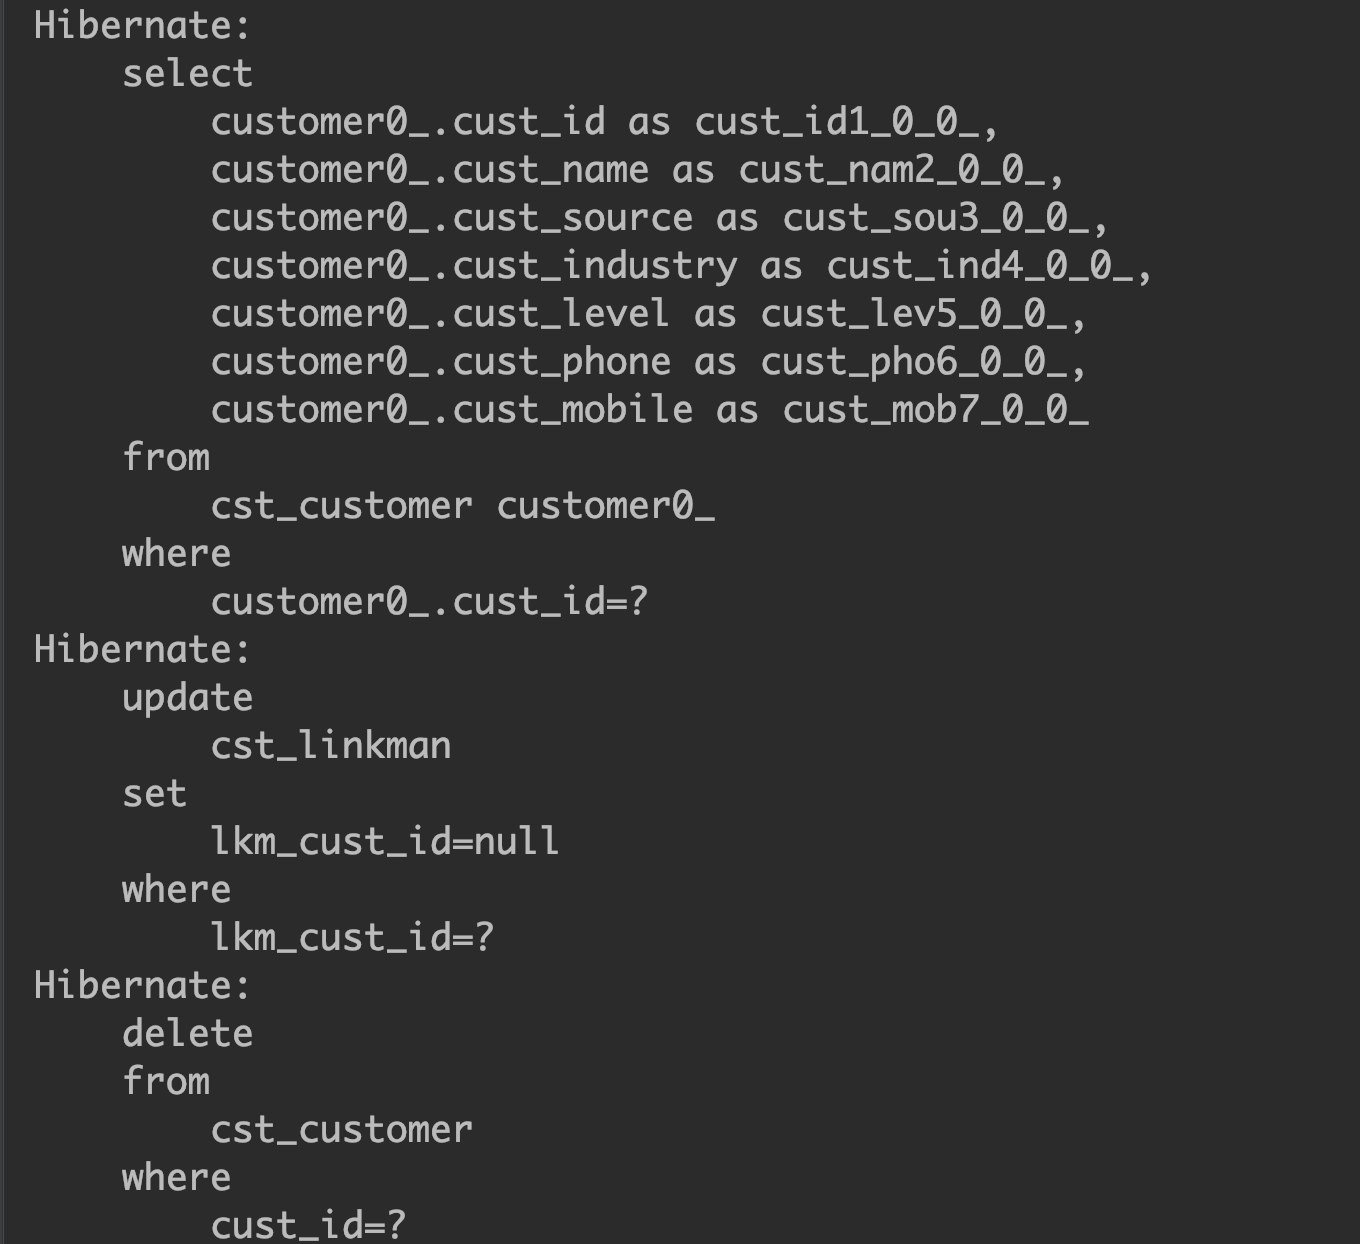 Hibernate:
    select
        customer0_.cust_id as cust_id1_0_0_,
        customer0_.cust_name as cust_nam2_0_0_,
        customer0_.cust_source as cust_sou3_0_0_,
        customer0_.cust_industry as cust_ind4_0_0_,
        customer0_.cust_level as cust_lev5_0_0_,
        customer0_.cust_phone as cust_pho6_0_0_,
        customer0_.cust_mobile as cust_mob7_0_0_
    from
        cst_customer customer0_
    where
        customer0_.cust_id=?
Hibernate:
    update
        cst_linkman
    set
        lkm_cust_id=null
    where
        lkm_cust_id=?
Hibernate:
    delete
    from
        cst_customer
    where
        cust_id=?